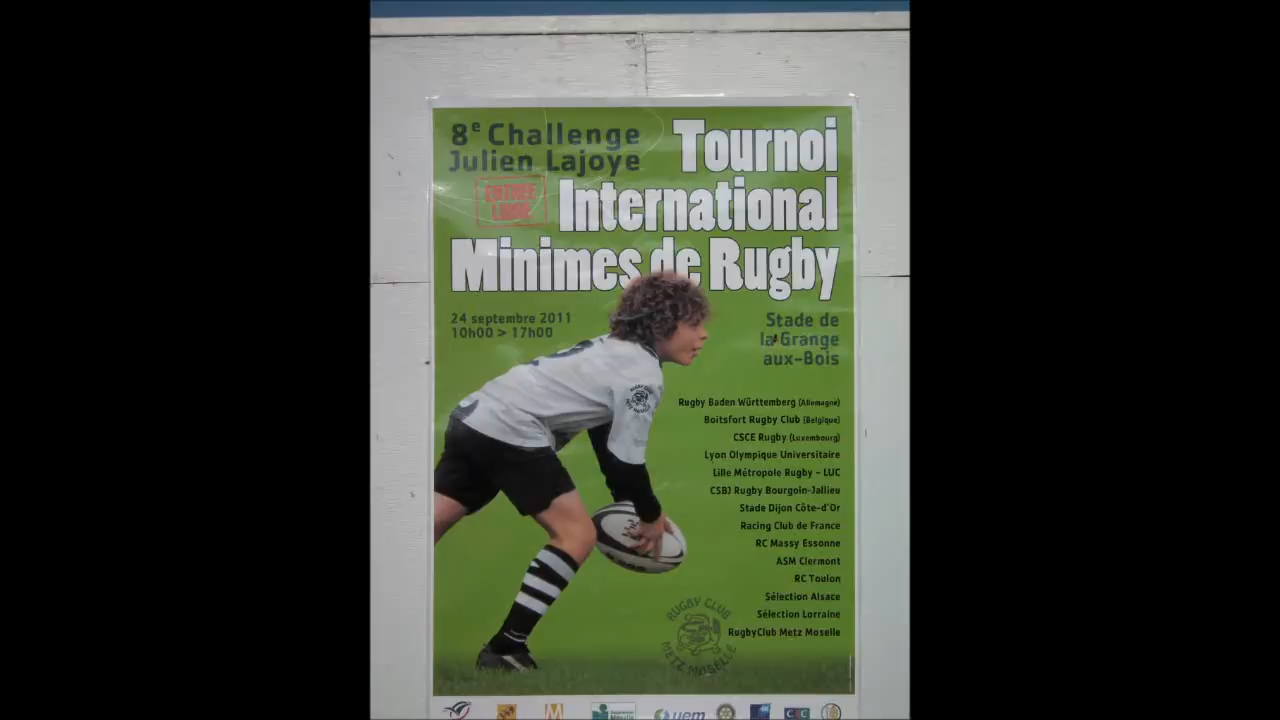 8e Challenge
Julien Lajoye
ENTRÉE
LIBRE
Tournoi
International
Minimes de Rugby
24 septembre 2011
10h00 > 17h00
Stade de
la Grange
aux-Bois
Rugby Baden Württemberg (Allemagne)
Boitsfort Rugby Club (Belgique)
CSCE Rugby (Luxembourg)
Lyon Olympique Universitaire
Lille Métropole Rugby - LUC
CSBJ Rugby Bourgoin-Jallieu
Stade Dijon Côte-d'Or
Racing Club de France
RC Massy Essonne
ASM Clermont
RC Toulon
Sélection Alsace
Sélection Lorraine
RugbyClub Metz Moselle
RUGBY CLUB
METZ MOSELLE
uem